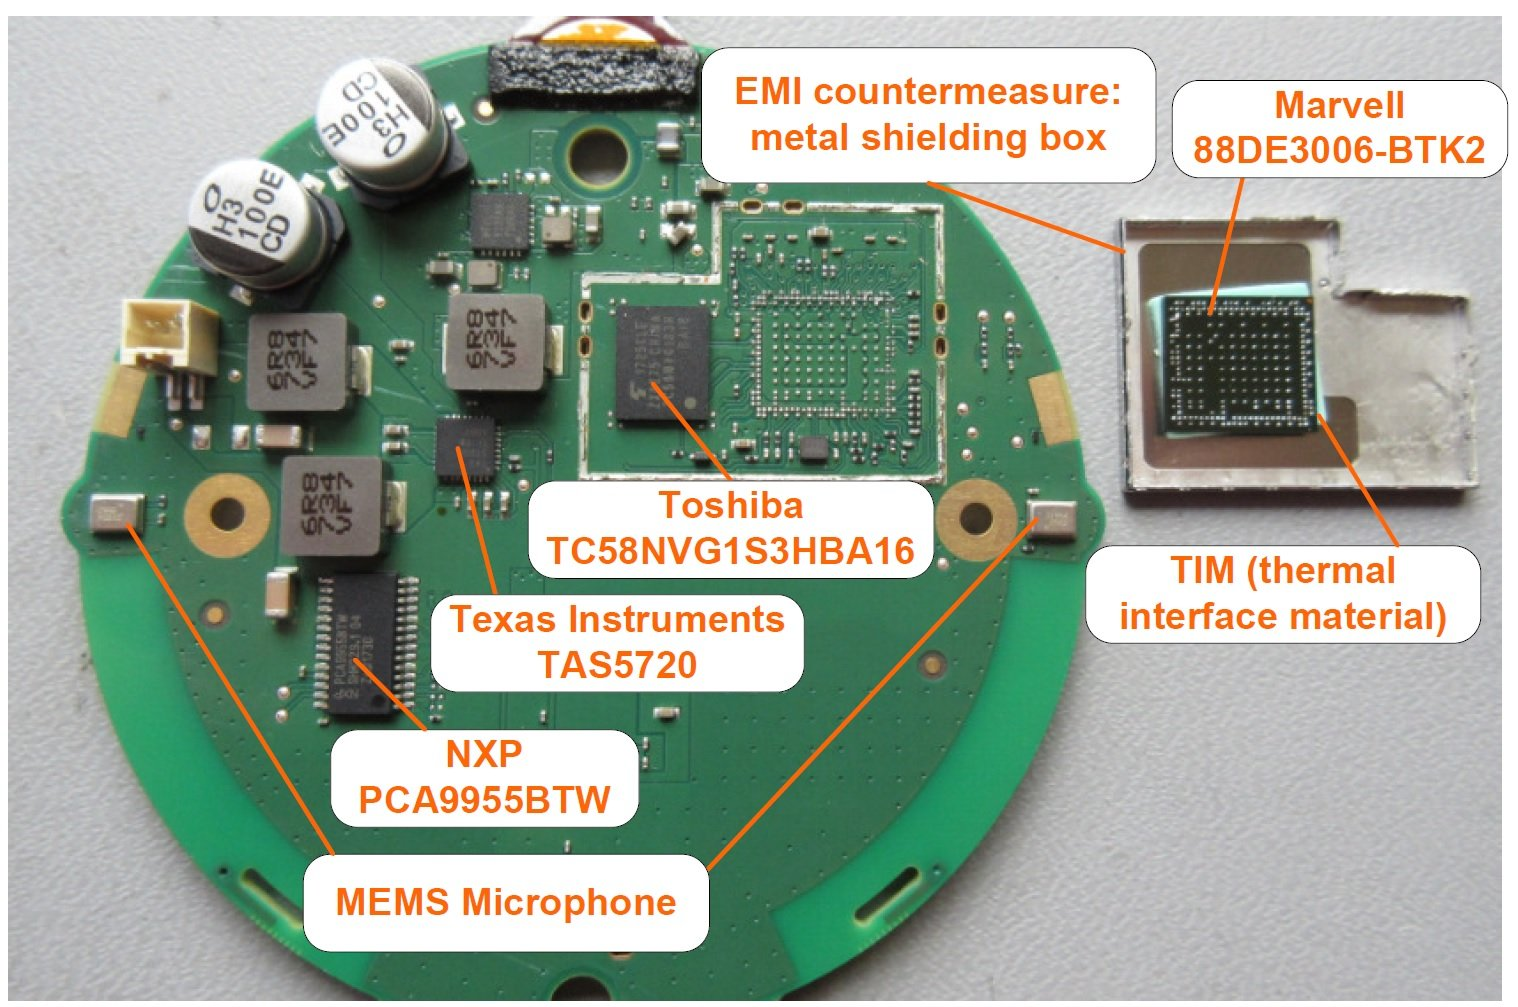 EMI countermeasure:
metal shielding box
Marvell
88DE3006-BTK2
CD
100E
H3
O
O
H3
100E
CD
6R8
734
VF7
6R8
734
VF7
6R8
734
VF7
Toshiba
TC58NVG1S3HBA16
TIM (thermal
interface material)
Texas Instruments
TAS5720
PCA9955BTW
NXP
PCA9955BTW
MEMS Microphone